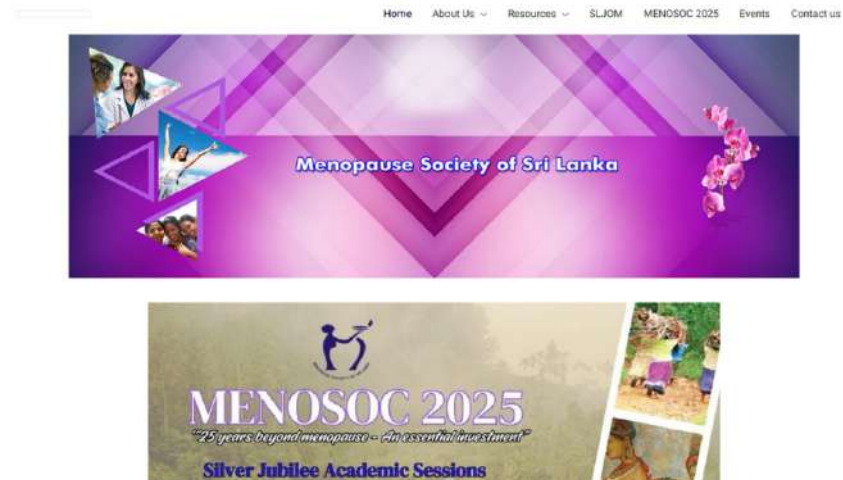 Home About Us Resources SLJOM MENOSOC 2025 Events Contact us
Menopause Society of Sri Lanka
MENOSOC 2025
"25 years beyond menopause - An essential investment"
Silver Jubilee Academic Sessions